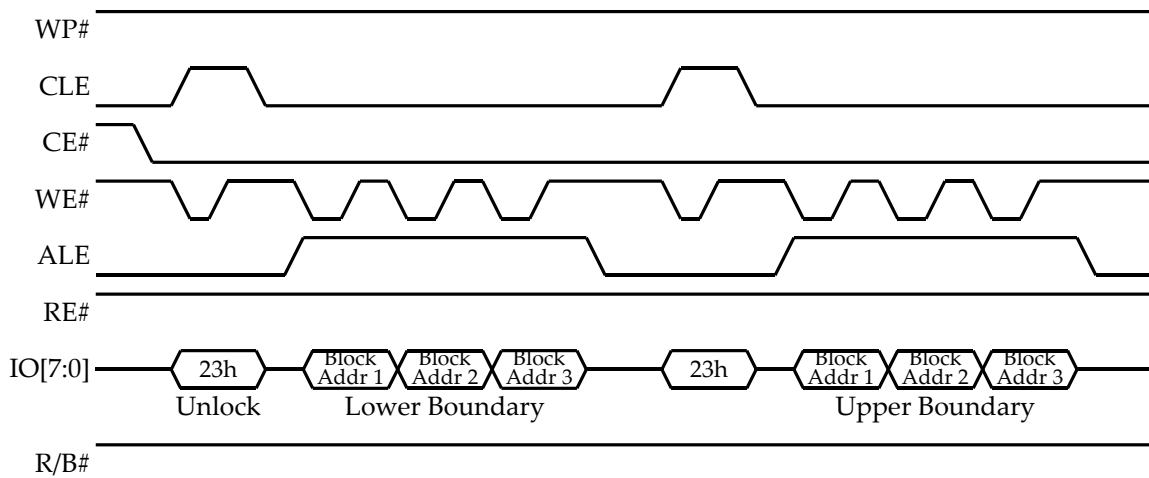 WP#
CLE
CE#
WE#
ALE
RE#
IO[7:0]
23h
Block Addr 1
Block Addr 2
Block Addr 3
23h
Block Addr 1
Block Addr 2
Block Addr 3
Unlock
Lower Boundary
Upper Boundary
R/B#